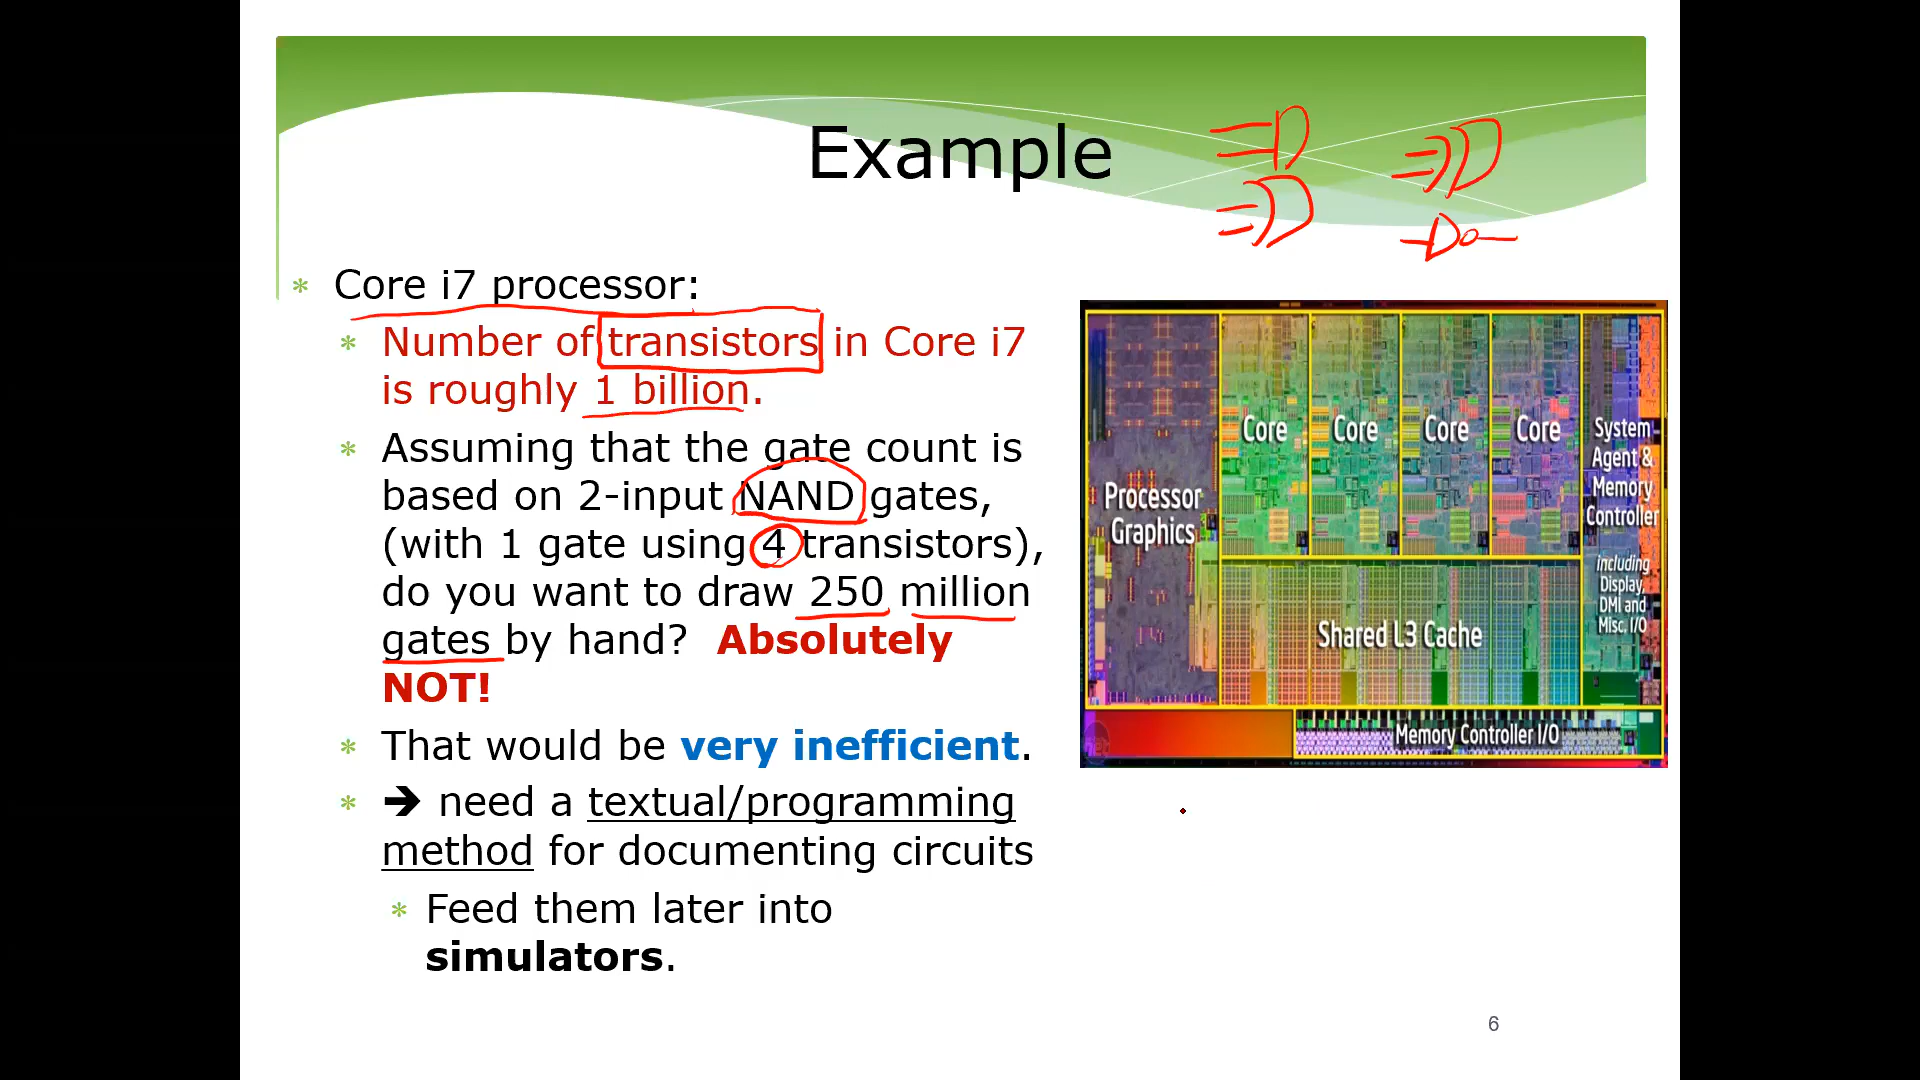 Example
* Core i7 processor:
* Number of transistors in Core i7
is roughly 1 billion.
* Assuming that the gate count is
based on 2-input NAND gates,
(with 1 gate using 4 transistors),
do you want to draw 250 million
gates by hand? Absolutely
NOT!
* That would be very inefficient.
* ➔ need a textual/programming
method for documenting circuits
* Feed them later into
simulators.
Processor
Graphics
Core
Core
Core
Core
System
Agent &
Memory
Controller
including
Display,
DMI and
Misc. I/O
Shared L3 Cache
Memory Controller I/O
6